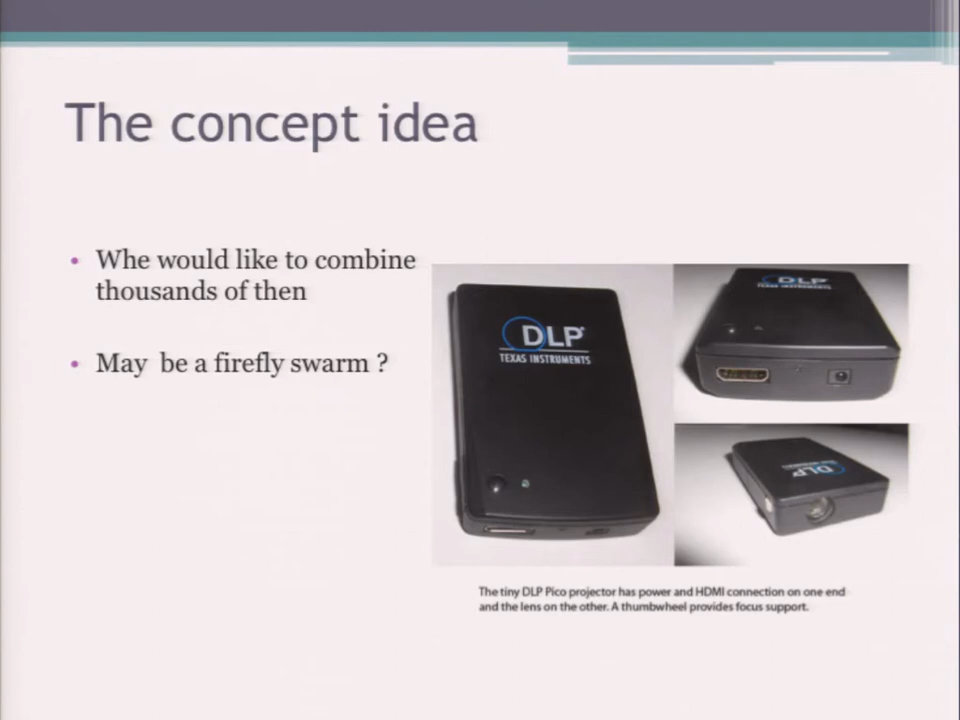 The concept idea
• Whe would like to combine
thousands of then
• May be a firefly swarm ?
DLP
TEXAS INSTRUMENTS
DLP
TEXAS INSTRUMENTS
DLP
The tiny DLP Pico projector has power and HDMI connection on one end
and the lens on the other. A thumbwheel provides focus support.